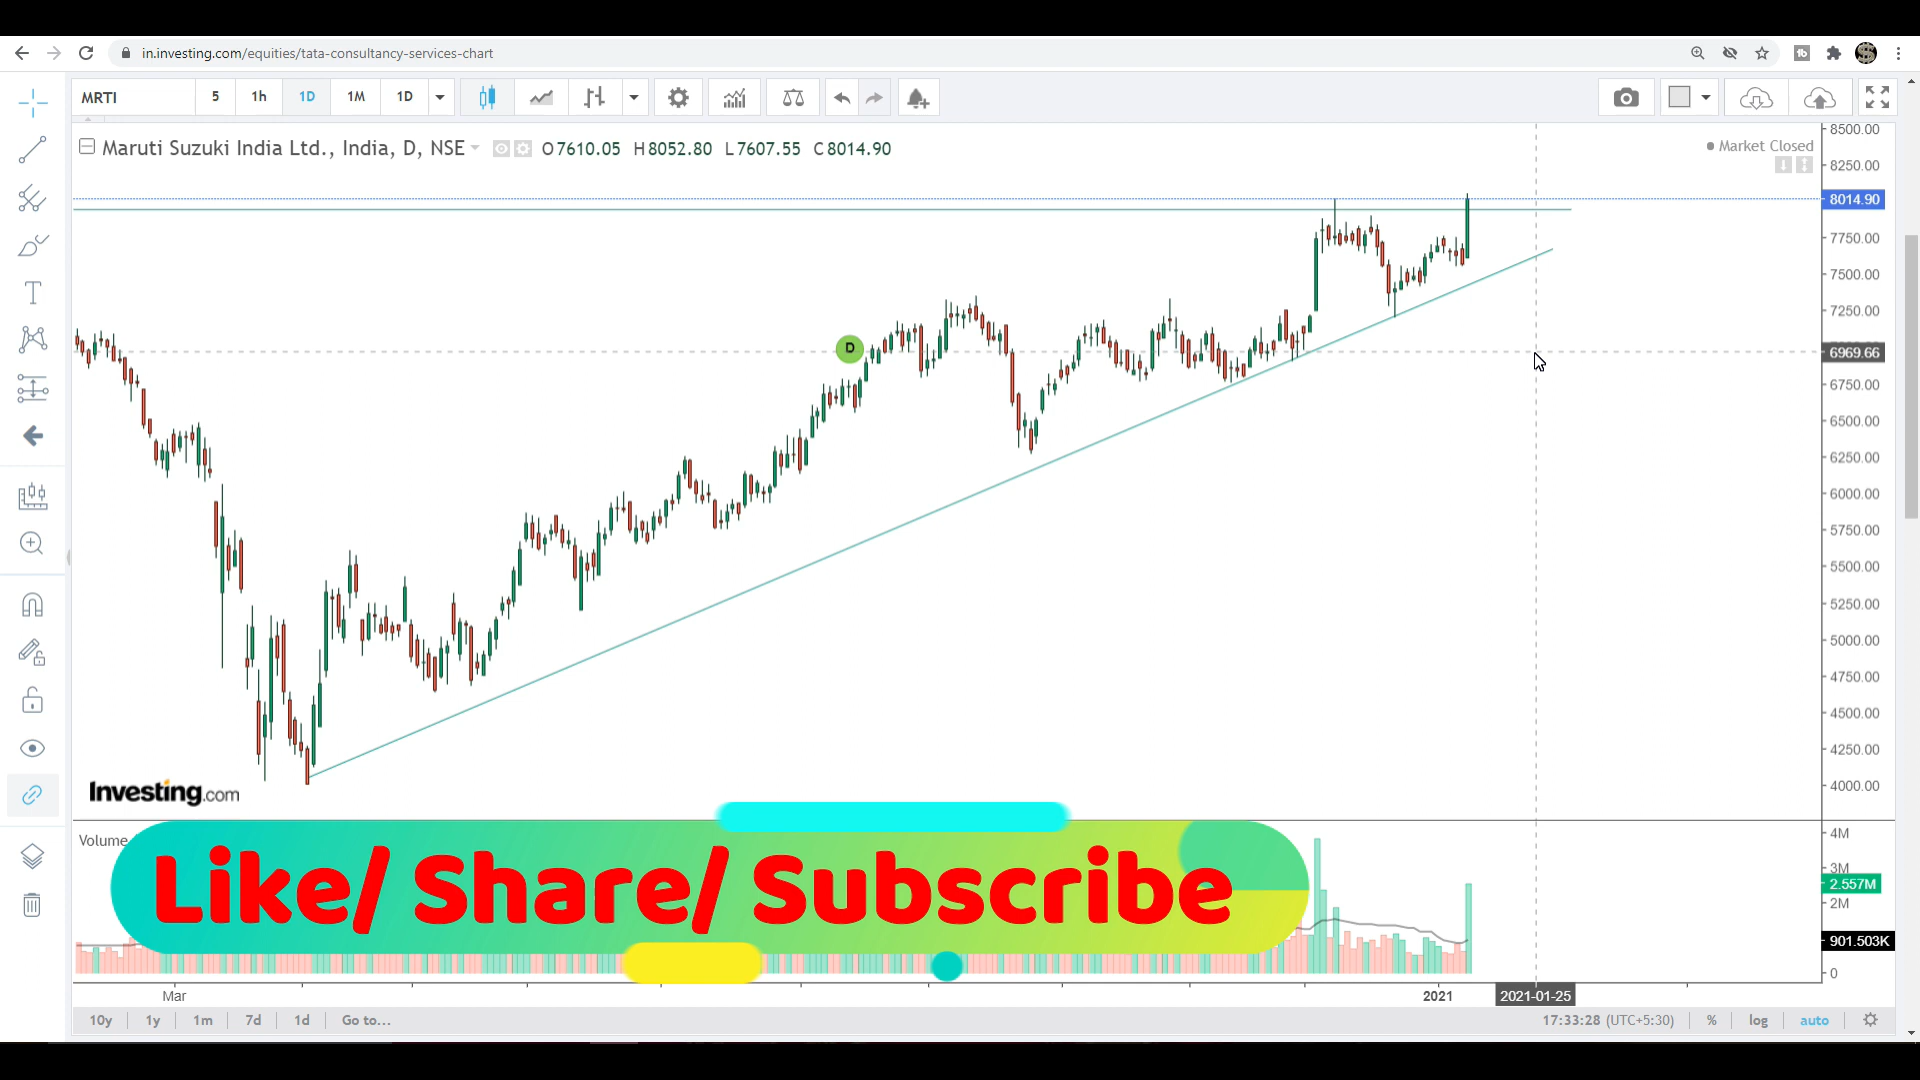 in.investing.com/equities/tata-consultancy-services-chart
MRTI 5 1h 1D 1M 1D
Maruti Suzuki India Ltd., India, D, NSE O7610.05 H8052.80 L7607.55 C8014.90
Market Closed
8500.00
8250.00
8014.90
7750.00
7500.00
7250.00
D
6969.66
6750.00
6500.00
6250.00
6000.00
5750.00
5500.00
5250.00
5000.00
4750.00
4500.00
4250.00
4000.00
Investing.com
Volume
Like/ Share/ Subscribe
4M
3M
2.557M
2M
901.503K
0
Mar 2021 2021-01-25
10y 1y 1m 7d 1d Go to... 17:33:28 (UTC+5:30) % log auto